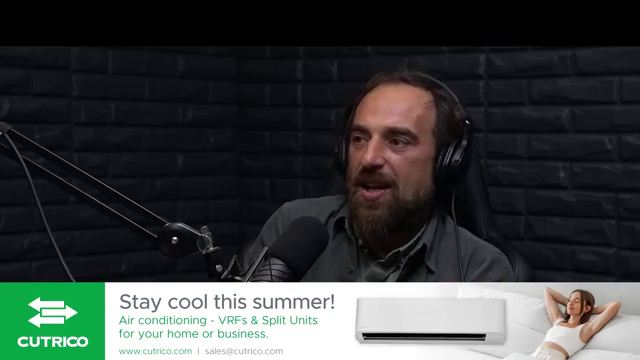 Stay cool this summer!
Air conditioning - VRFs & Split Units
for your home or business.
CUTRICO
www.cutrico.com | sales@cutrico.com